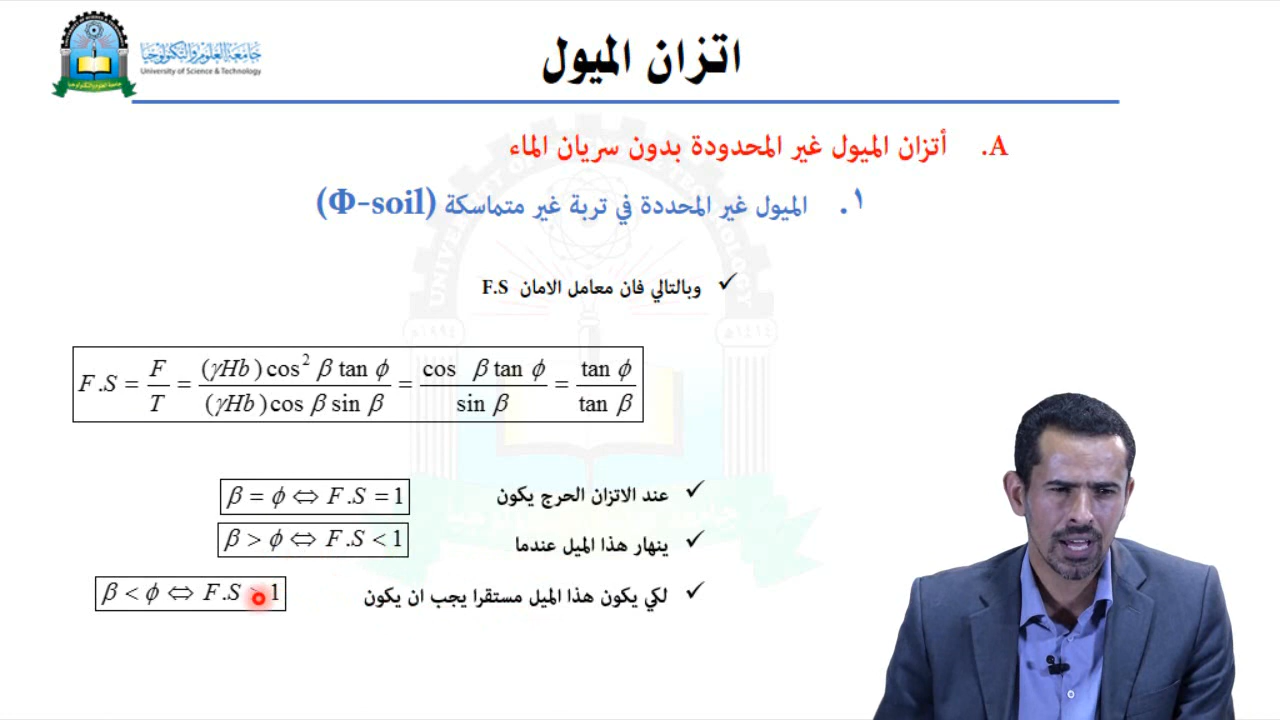 جامعة العلوم والتكنولوجيا
University of Science & Technology
اتزان الميول
A. أتزان الميول غير المحدودة بدون سريان الماء
١. الميول غير المحددة في تربة غير متماسكة (Φ-soil)
✓ وبالتالي فان معامل الامان F.S
F.S = F/T = (γHb)cos² β tan ϕ / (γHb)cos β sin β = cos β tan ϕ / sin β = tan ϕ / tan β
✓ عند الاتزان الحرج يكون β = ϕ ⇔ F.S = 1
✓ ينهار هذا الميل عندما β > ϕ ⇔ F.S < 1
✓ لكي يكون هذا الميل مستقرا يجب ان يكون β < ϕ ⇔ F.S > 1